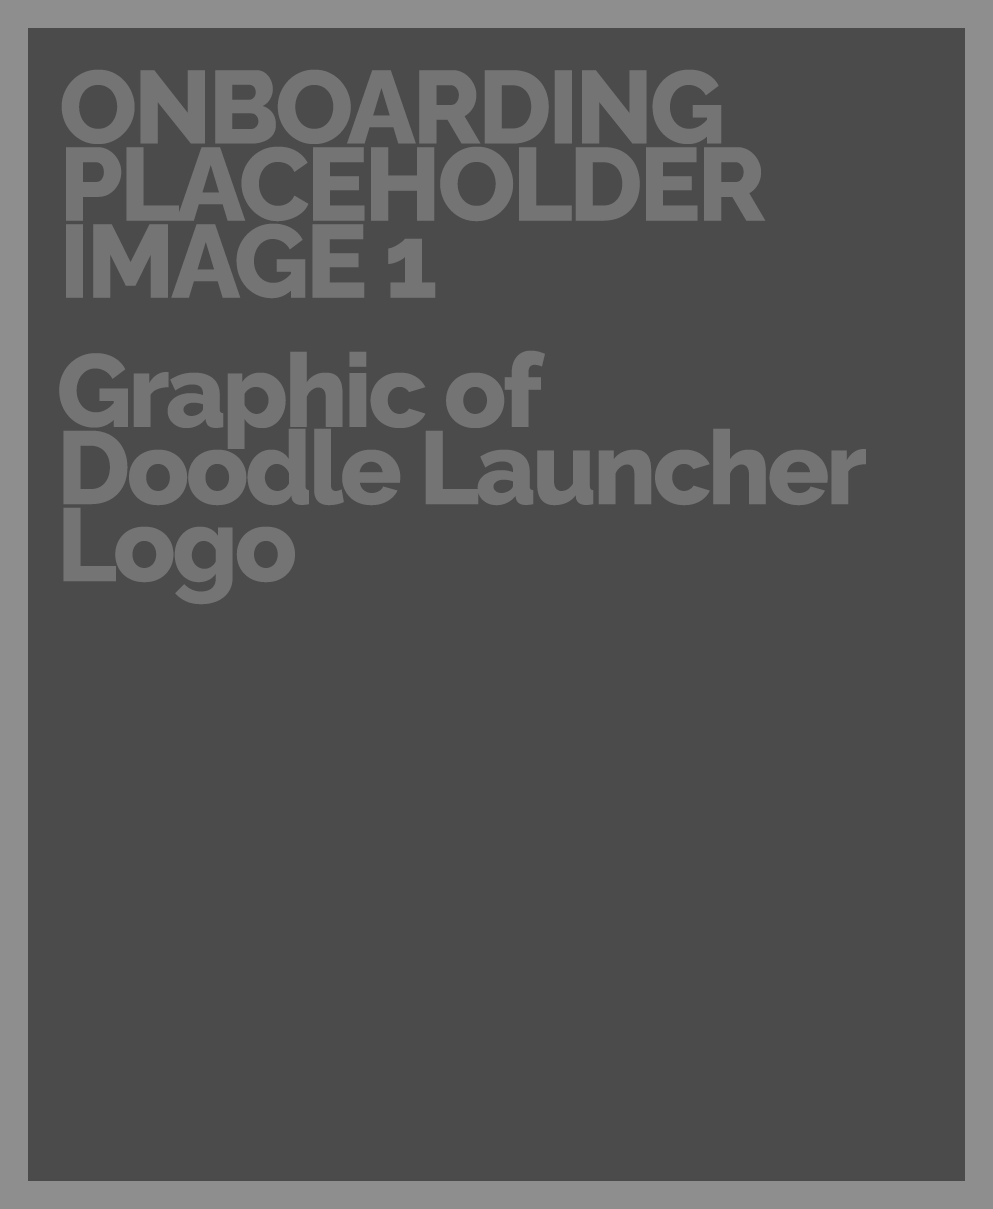 ONBOARDING
PLACEHOLDER
IMAGE 1
Graphic of
Doodle Launcher
Logo